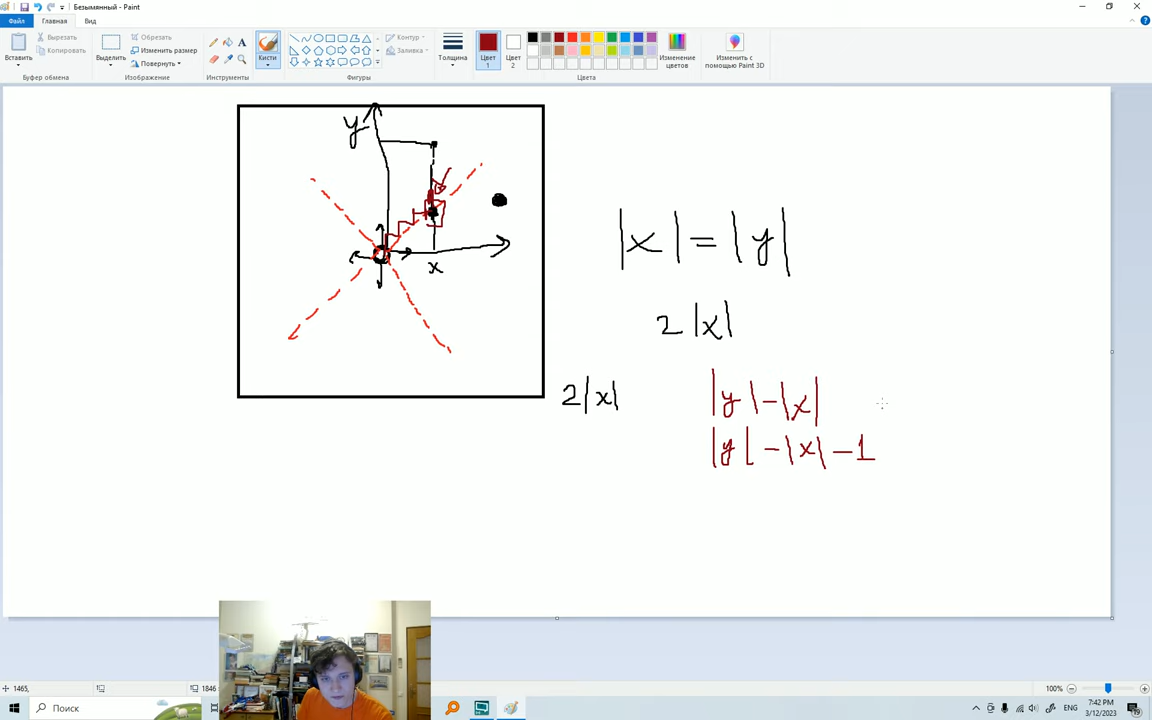 Безымянный - Paint
Файл Главная Вид
Вставить
Вырезать
Копировать
Буфер обмена
Выделить
Обрезать
Изменить размер
Повернуть
Изображение
Инструменты
Кисти
Контур
Заливка
Фигуры
Толщина
Цвет 1
Цвет 2
Цвета
Изменение цветов
Изменить с помощью Paint 3D
y
x
|x| = |y|
2|x|
2|x|
|y| - |x|
|y| - |x| - 1
1465,
100%
Поиск
ENG
7:42 PM
3/12/2023